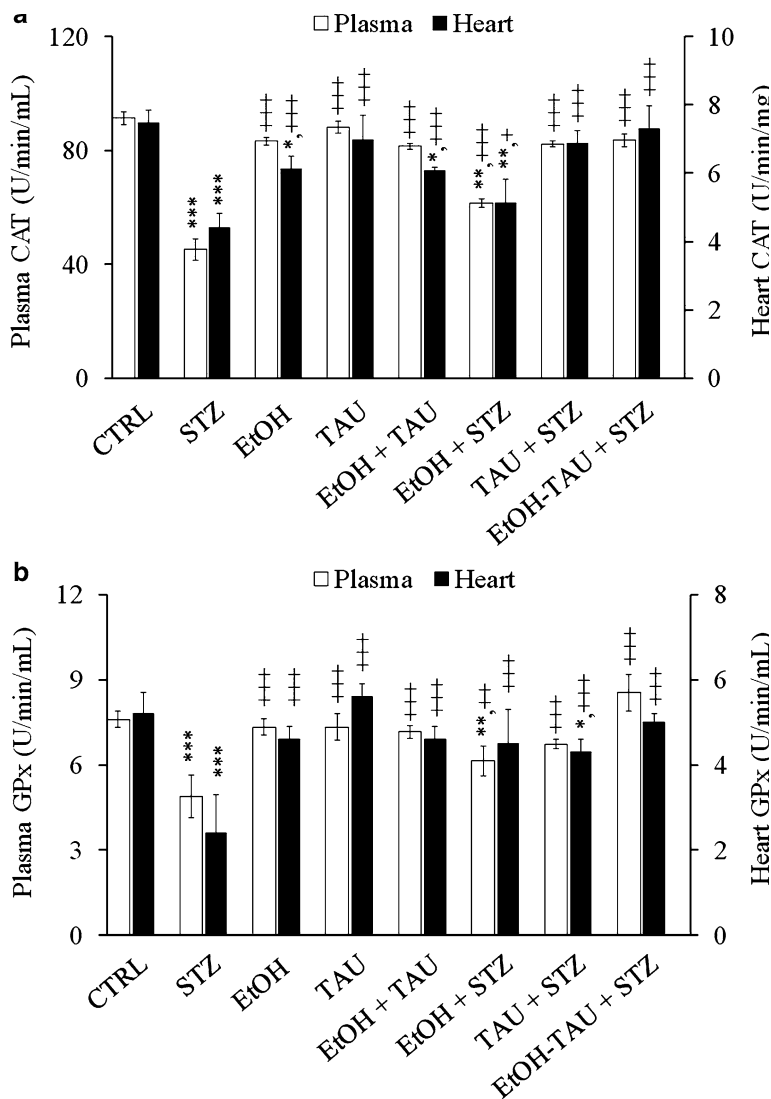 a
Plasma Heart
Plasma CAT (U/min/mL)
Heart CAT (U/min/mg)
120
80
40
0
10
8
6
4
2
0
***
***
‡‡‡
*,‡‡‡
‡‡‡
‡‡‡
‡‡‡
*,‡‡‡
**,‡‡‡
**,‡
‡‡‡
‡‡‡
‡‡‡
‡‡‡
CTRL
STZ
EtOH
TAU
EtOH + TAU
EtOH + STZ
TAU + STZ
EtOH-TAU + STZ
b
Plasma Heart
Plasma GPx (U/min/mL)
Heart GPx (U/min/mL)
12
9
6
3
0
8
6
4
2
0
***
***
‡‡‡
‡‡‡
‡‡‡
‡‡‡
‡‡‡
‡‡‡
**,‡‡
‡‡‡
‡‡‡
*,‡‡‡
‡‡‡
‡‡‡
CTRL
STZ
EtOH
TAU
EtOH + TAU
EtOH + STZ
TAU + STZ
EtOH-TAU + STZ